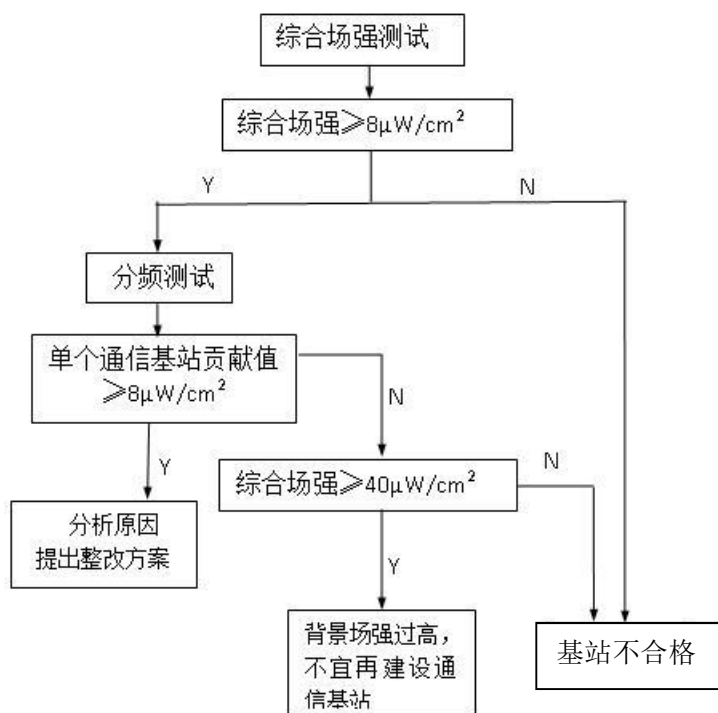 综合场强测试
综合场强≥8μW/cm²
Y
N
分频测试
单个通信基站贡献值
≥8μW/cm²
N
Y
综合场强≥40μW/cm²
N
分析原因
提出整改方案
Y
背景场强过高，
不宜再建设通
信基站
基站不合格